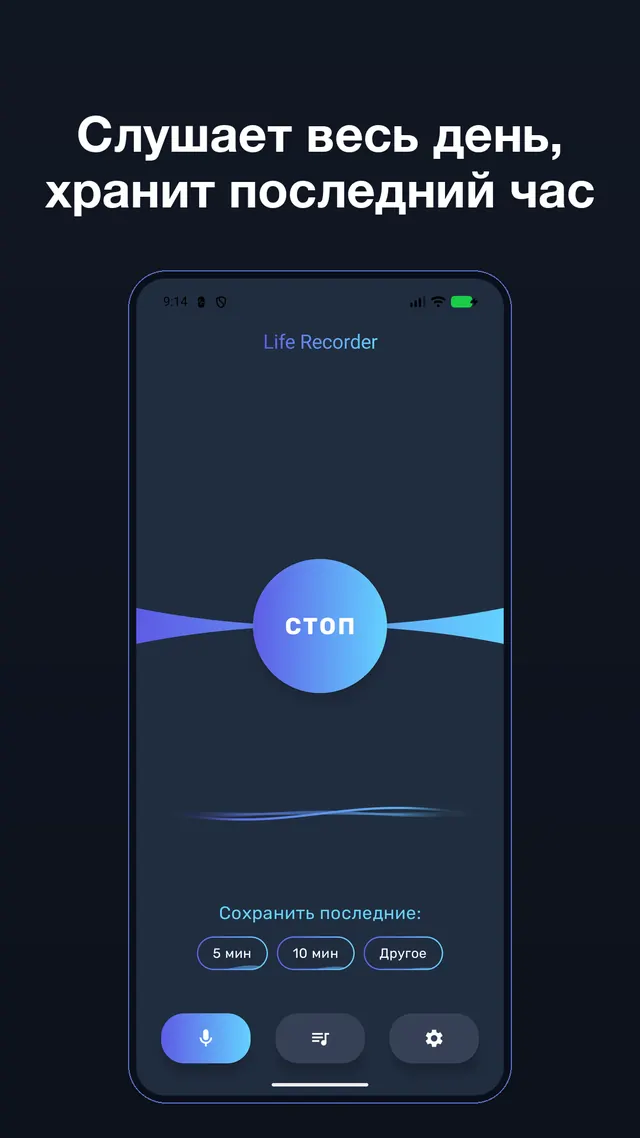 Слушает весь день,
хранит последний час
9:14
Life Recorder
СТОП
Сохранить последние:
5 мин
10 мин
Другое